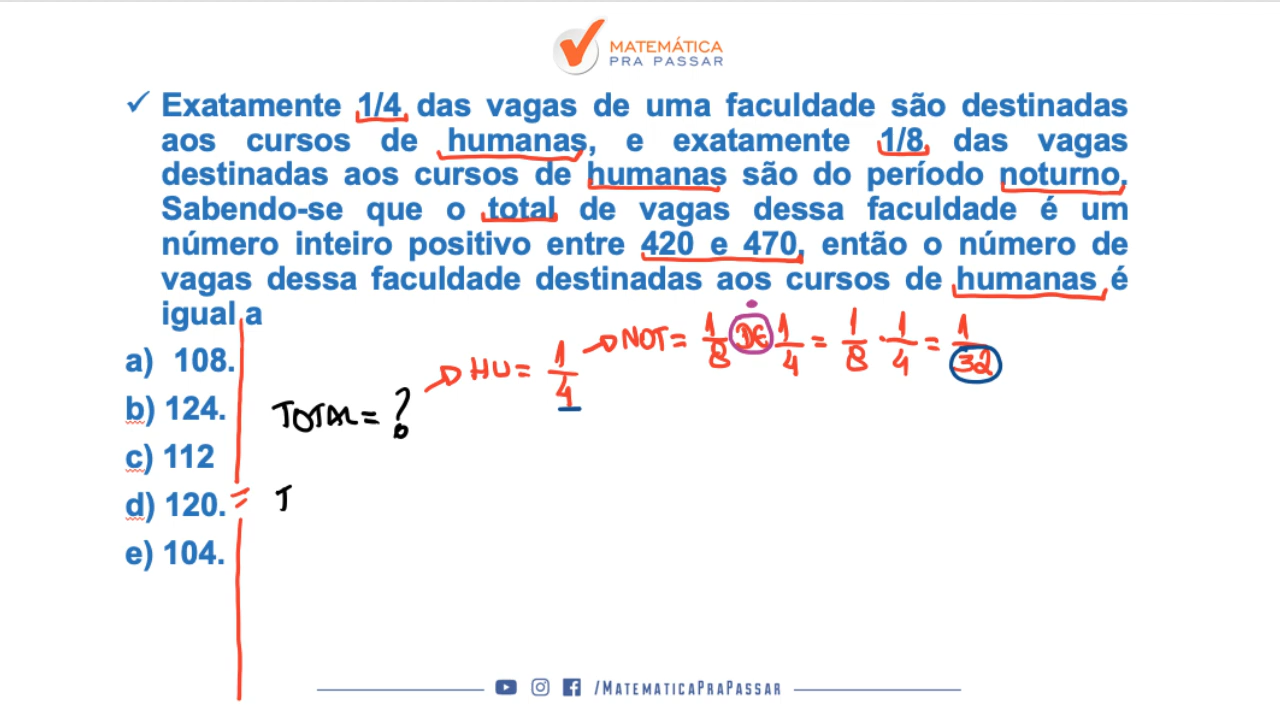 MATEMÁTICA
PRA PASSAR
✓ Exatamente 1/4 das vagas de uma faculdade são destinadas
aos cursos de humanas, e exatamente 1/8 das vagas
destinadas aos cursos de humanas são do período noturno.
Sabendo-se que o total de vagas dessa faculdade é um
número inteiro positivo entre 420 e 470, então o número de
vagas dessa faculdade destinadas aos cursos de humanas é
igual a
a) 108.
b) 124.
c) 112
d) 120.
e) 104.
TOTAL = ?
→ HU = 1/4
→ NOT = 1/8 DE 1/4 = 1/8 · 1/4 = 1/32
= T
/MATEMATICAPRAPASSAR